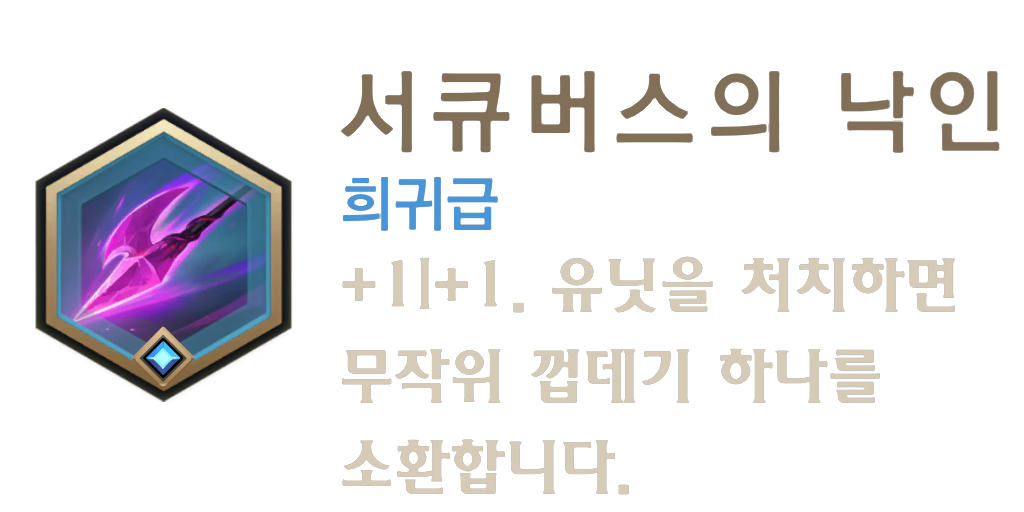 서큐버스의 낙인
희귀급
+1|+1. 유닛을 처치하면
무작위 껍데기 하나를
소환합니다.